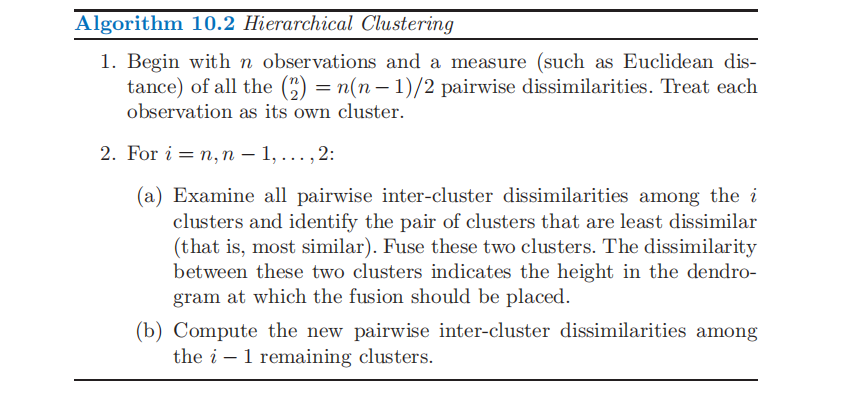 Algorithm 10.2 Hierarchical Clustering
1. Begin with n observations and a measure (such as Euclidean dis-
tance) of all the (n 2) = n(n − 1)/2 pairwise dissimilarities. Treat each
observation as its own cluster.
2. For i = n, n − 1, . . . , 2:
(a) Examine all pairwise inter-cluster dissimilarities among the i
clusters and identify the pair of clusters that are least dissimilar
(that is, most similar). Fuse these two clusters. The dissimilarity
between these two clusters indicates the height in the dendro-
gram at which the fusion should be placed.
(b) Compute the new pairwise inter-cluster dissimilarities among
the i − 1 remaining clusters.